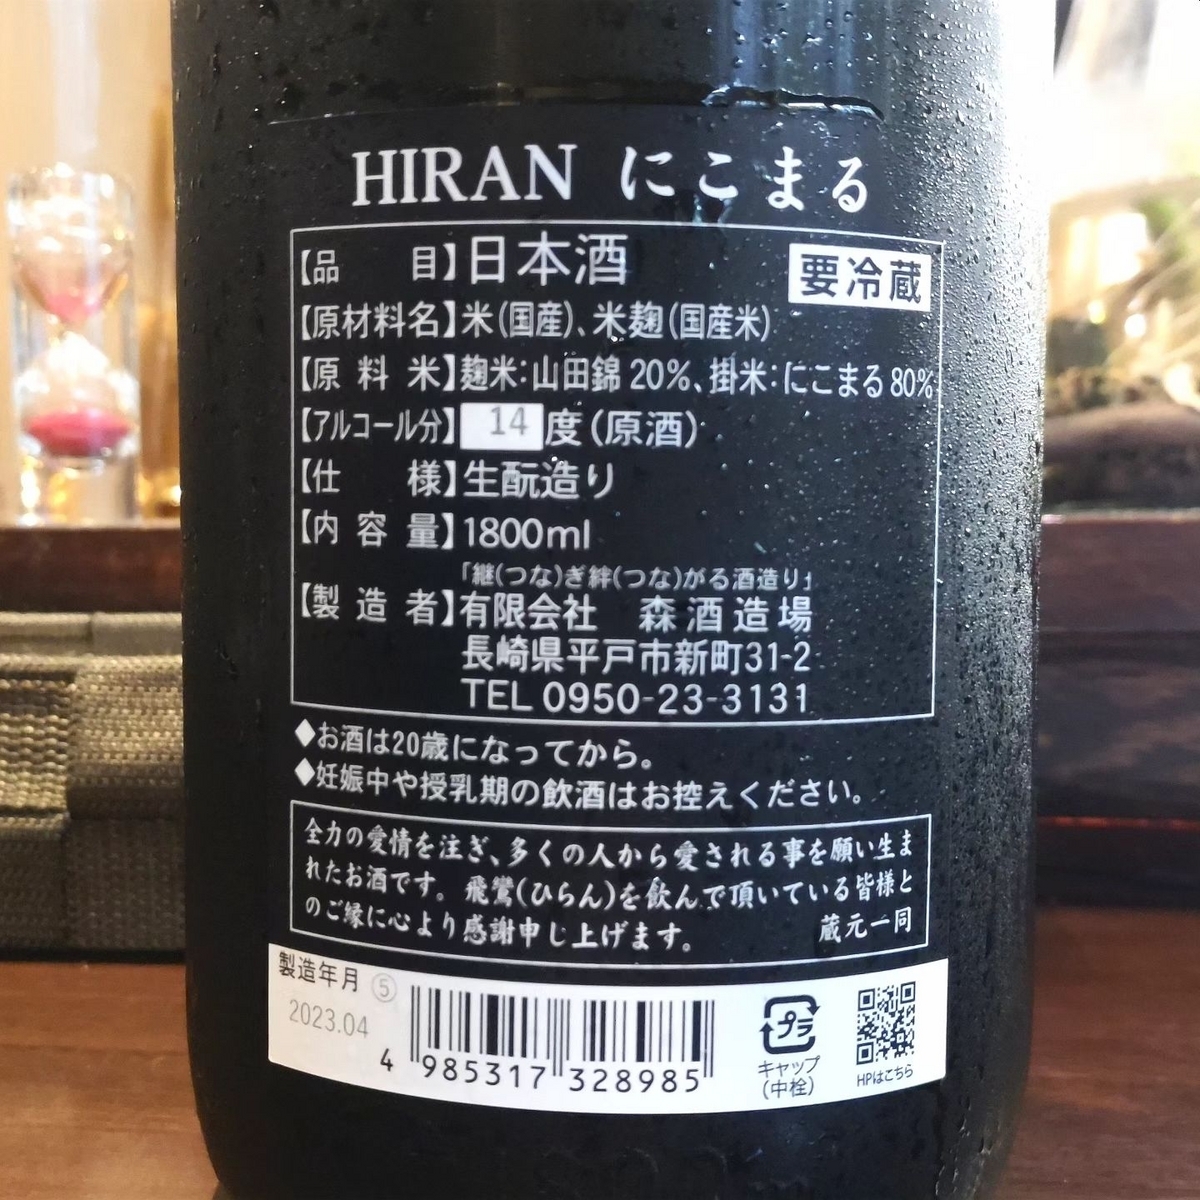 HIRAN にこまる
【品 目】日本酒 要冷蔵
【原材料名】米(国産)、米麹(国産米)
【原料米】麹米:山田錦 20%、掛米:にこまる 80%
【アルコール分】14度(原酒)
【仕 様】生酛造り
【内容量】1800ml
「継(つな)ぎ絆(つな)がる酒造り」
【製造者】有限会社 森酒造場
長崎県平戸市新町31-2
TEL 0950-23-3131
◆お酒は20歳になってから。
◆妊娠中や授乳期の飲酒はお控えください。
全力の愛情を注ぎ、多くの人から愛される事を願い生ま
れたお酒です。飛鸞(ひらん)を飲んで頂いている皆様と
のご縁に心より感謝申し上げます。 蔵元一同
製造年月 ⑤
2023.04
4 985317 328985
プラ
キャップ
(中栓)
HPはこちら